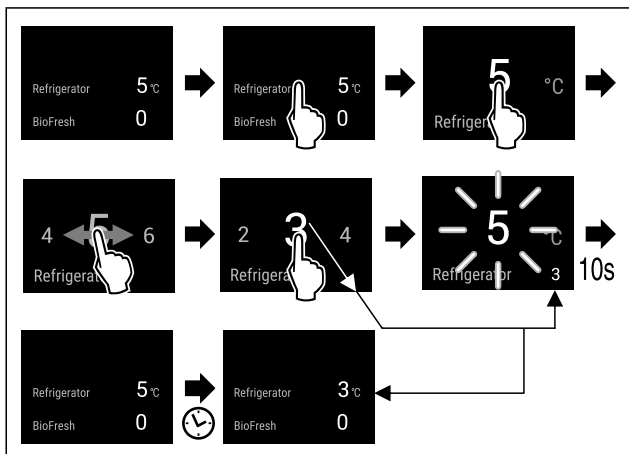 Refrigerator 5 °C
BioFresh 0
Refrigerator 5 °C
BioFresh 0
5 °C
4 5 6
2 3 4
Refrigera
5 °C
Refrigerator 3
10s
Refrigerator 5 °C
BioFresh 0
Refrigerator 3 °C
BioFresh 0